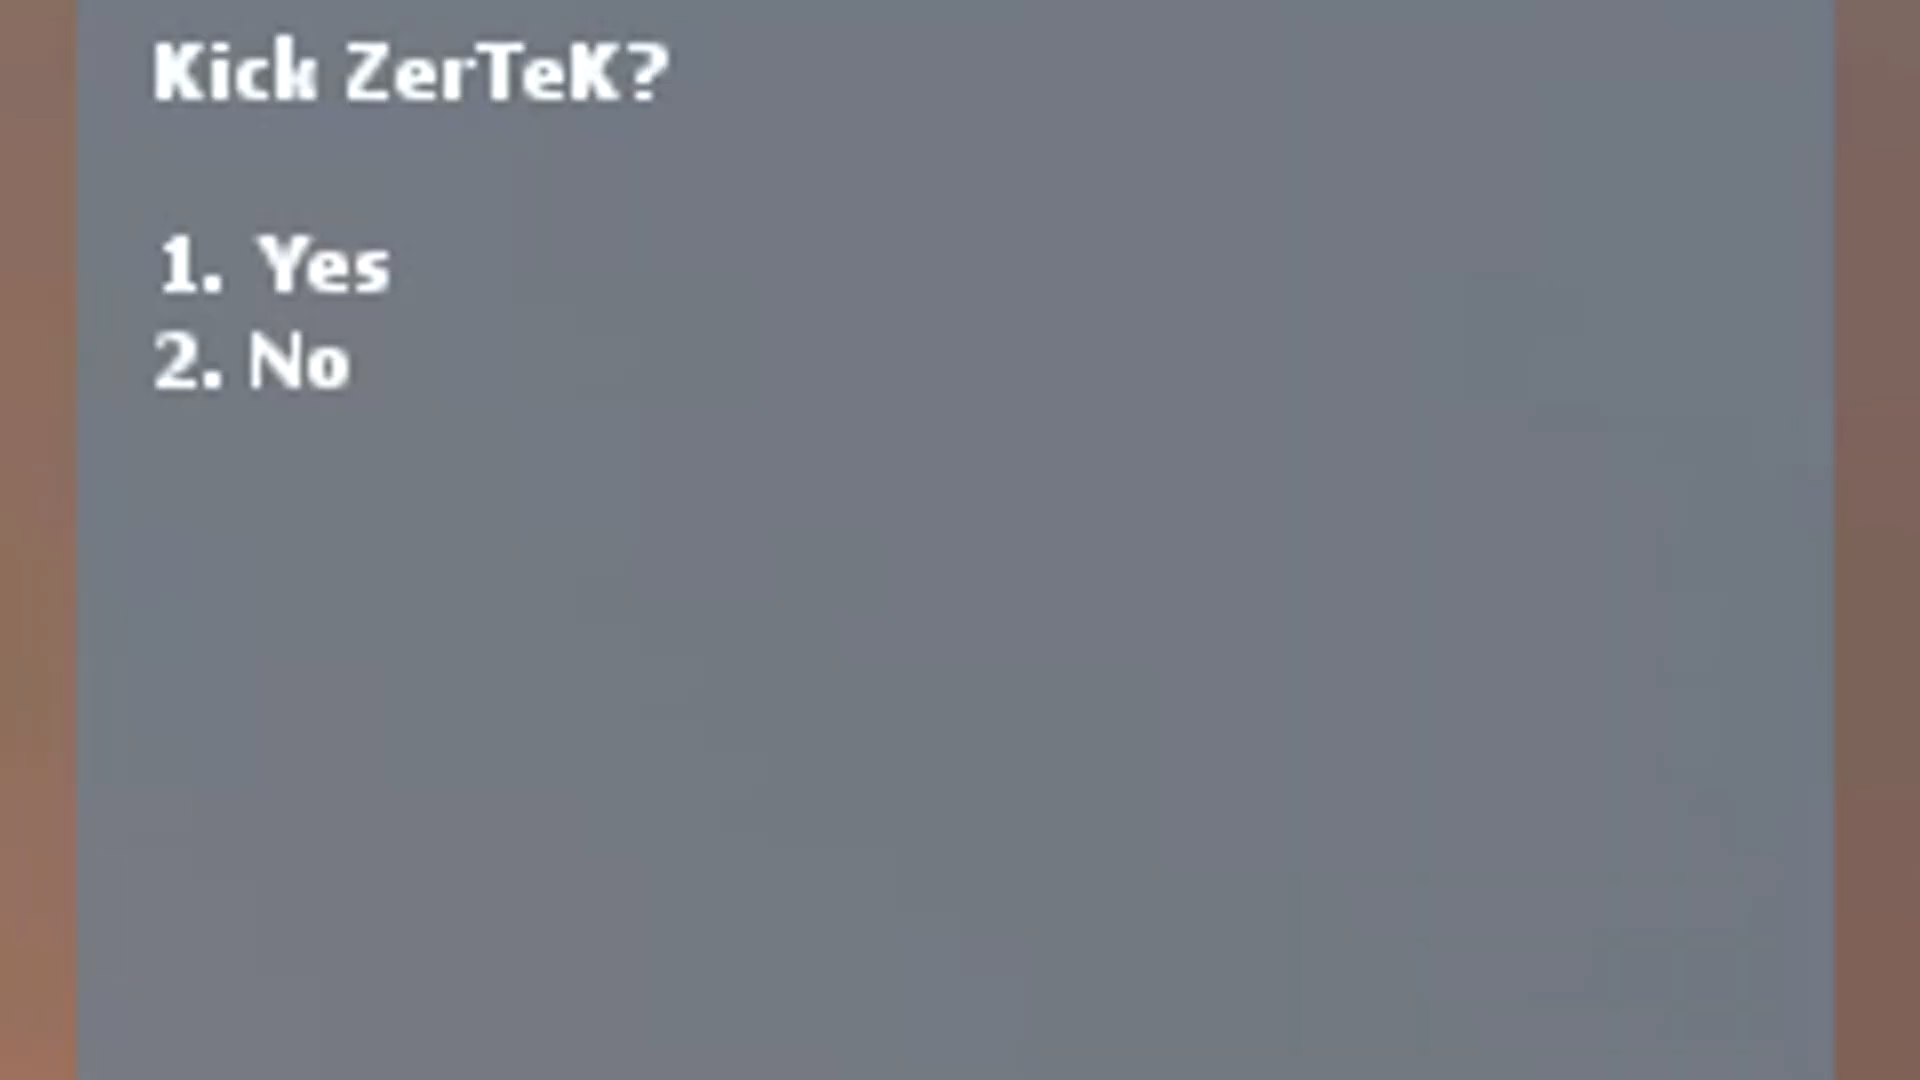 Kick ZerTeK?
1. Yes
2. No